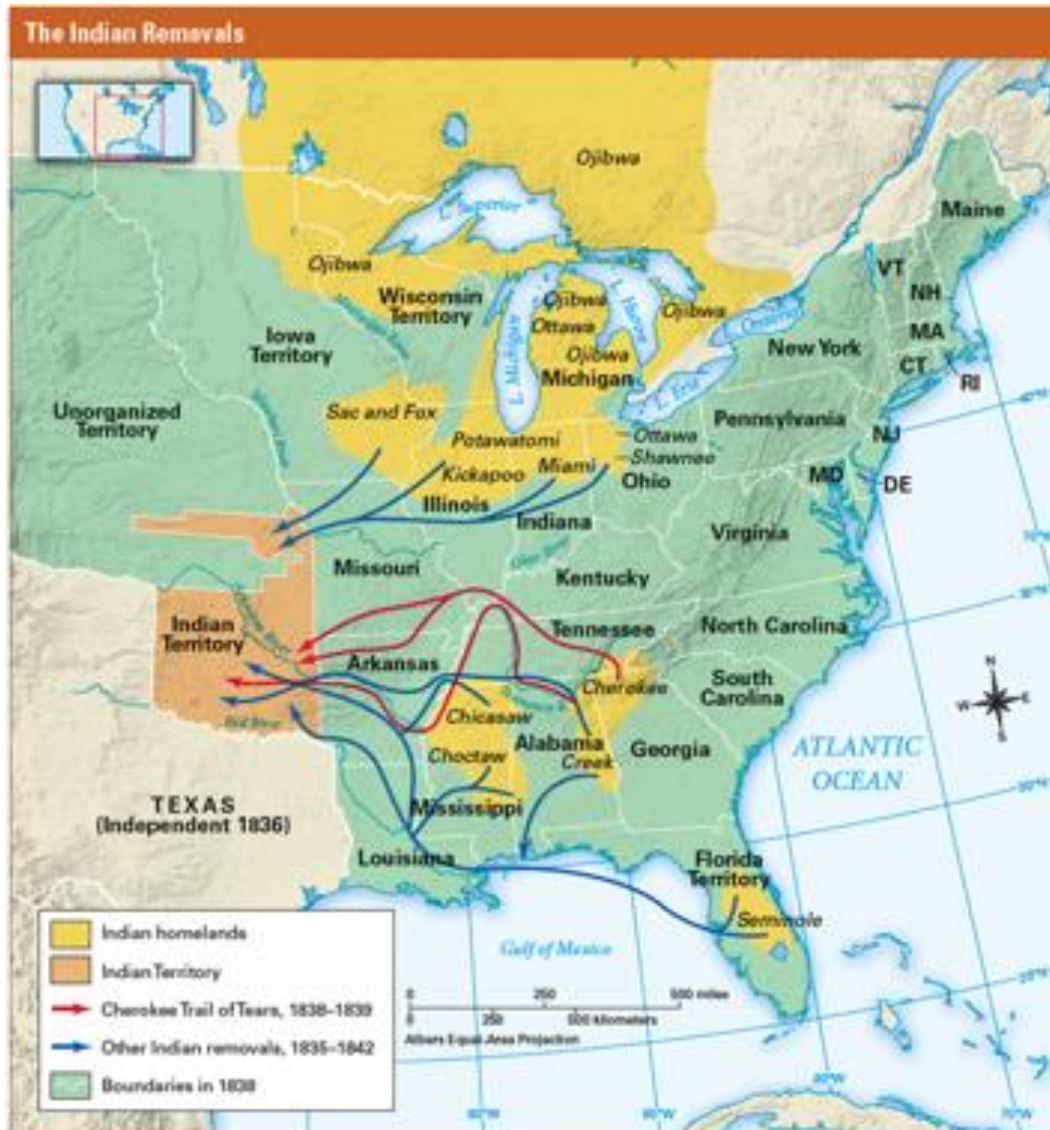 The Indian Removals
Ojibwa
L. Superior
Maine
Ojibwa
VT
Wisconsin
Territory
Ojibwa
L. Huron
Ojibwa
NH
Ottawa
L. Ontario
MA
Iowa
Territory
L. Michigan
Ojibwa
Michigan
New York
CT
RI
L. Erie
Unorganized
Territory
Sac and Fox
Pennsylvania
Potawatomi
Ottawa
NJ
Kickapoo
Miami
Shawnee
Ohio
MD
DE
Illinois
Indiana
Virginia
Missouri
Ohio River
Kentucky
Indian
Territory
Tennessee
North Carolina
Arkansas
Cherokee
South
Carolina
Red River
Chicasaw
Alabama
Georgia
ATLANTIC
OCEAN
Choctaw
Creek
N
W
E
S
TEXAS
(Independent 1836)
Mississippi
Louisiana
Florida
Territory
Seminole
Gulf of Mexico
Indian homelands
Indian Territory
Cherokee Trail of Tears, 1838–1839
Other Indian removals, 1835–1842
Boundaries in 1838
0 250 500 miles
0 250 500 kilometers
Albers Equal-Area Projection
80°W
70°W